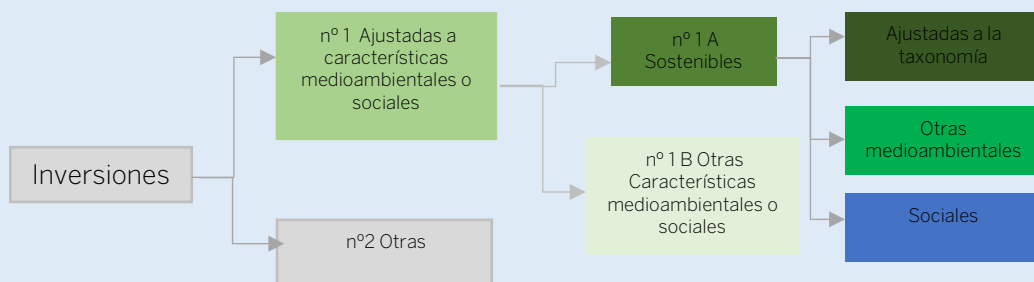 Inversiones
nº 1 Ajustadas a
características
medioambientales o
sociales
nº2 Otras
nº 1 A
Sostenibles
nº 1 B Otras
Características
medioambientales o
sociales
Ajustadas a la
taxonomía
Otras
medioambientales
Sociales